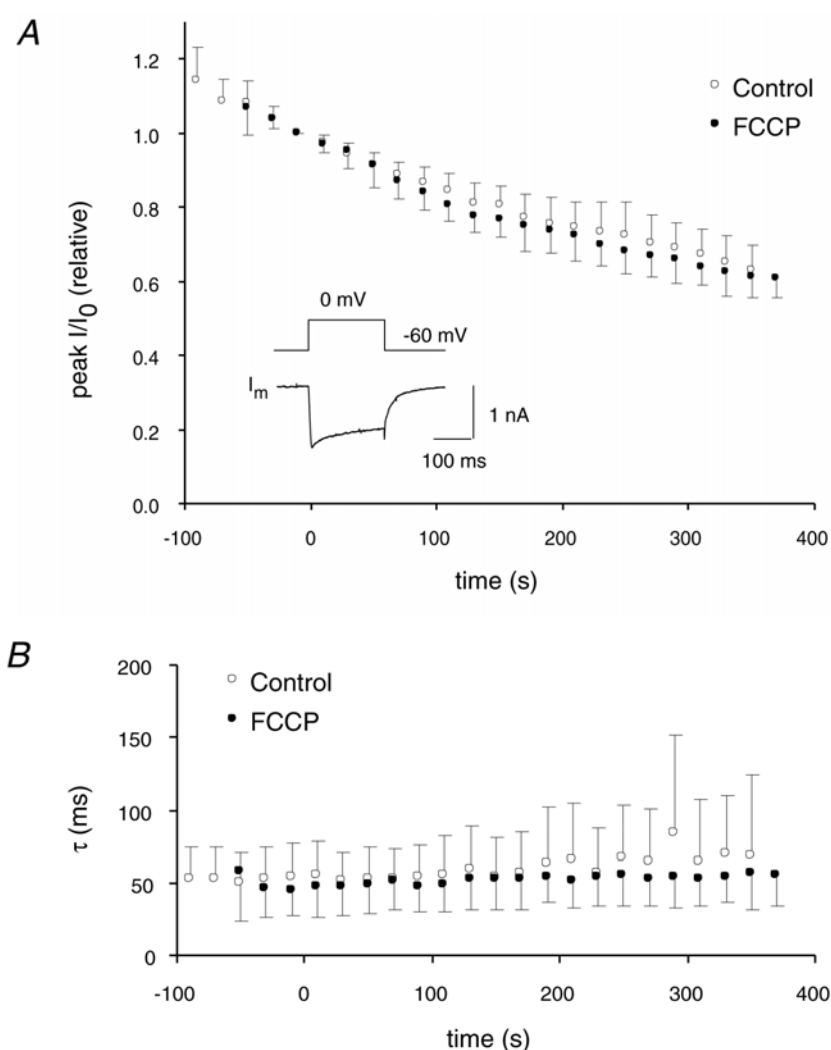 A
peak I/I0 (relative)
1.2
1.0
0.8
0.6
0.4
0.2
0.0
Control
FCCP
0 mV
-60 mV
Im
1 nA
100 ms
-100
0
100
200
300
400
time (s)
B
τ (ms)
200
150
100
50
0
Control
FCCP
-100
0
100
200
300
400
time (s)